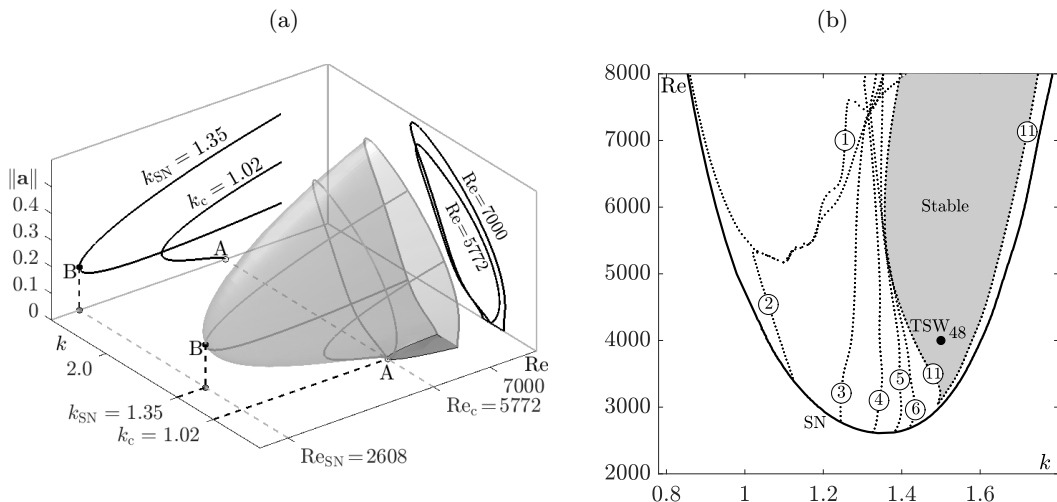 (a)
‖a‖
0.4
0.3
0.2
0.1
0
k_SN = 1.35
k_c = 1.02
A
B
B
A
Re=7000
Re=5772
k
2.0
k_SN = 1.35
k_c = 1.02
Re
7000
Re_c = 5772
Re_SN = 2608
(b)
8000
7000
6000
5000
4000
3000
2000
Re
1
11
Stable
2
TSW_48
11
3
4
5
6
SN
k
0.8
1
1.2
1.4
1.6